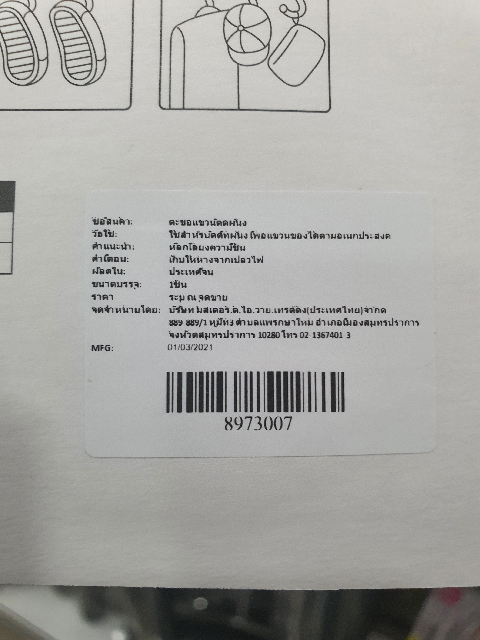 ชื่อสินค้า: ตะขอแขวนติดผนัง
วิธีใช้: ใช้สำหรับติดที่ผนัง เพื่อแขวนของได้ตามอเนกประสงค์
คำแนะนำ: หลีกเลี่ยงความชื้น
คำเตือน: เก็บให้ห่างจากเปลวไฟ
ผลิตใน: ประเทศจีน
ขนาดบรรจุ: 1ชิ้น
ราคา ระบุ ณ จุดขาย
จัดจำหน่ายโดย: บริษัท มิสเตอร์.ดี.ไอ.วาย.เทรดดิ้ง(ประเทศไทย)จำกัด
889 889/1 หมู่ที่3 ตำบลแพรกษาใหม่ อำเภอเมืองสมุทรปราการ
จังหวัดสมุทรปราการ 10280 โทร 02 1367401 3
MFG: 01/03/2021
8973007